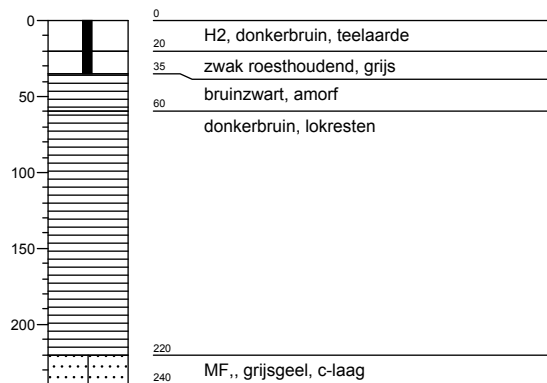 0
0
H2, donkerbruin, teelaarde
20
zwak roesthoudend, grijs
35
bruinzwart, amorf
50
60
donkerbruin, lokresten
100
150
200
220
MF,, grijsgeel, c-laag
240